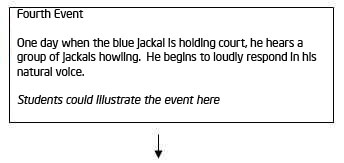 Fourth Event
One day when the blue jackal is holding court, he hears a
group of jackals howling. He begins to loudly respond in his
natural voice.
Students could illustrate the event here